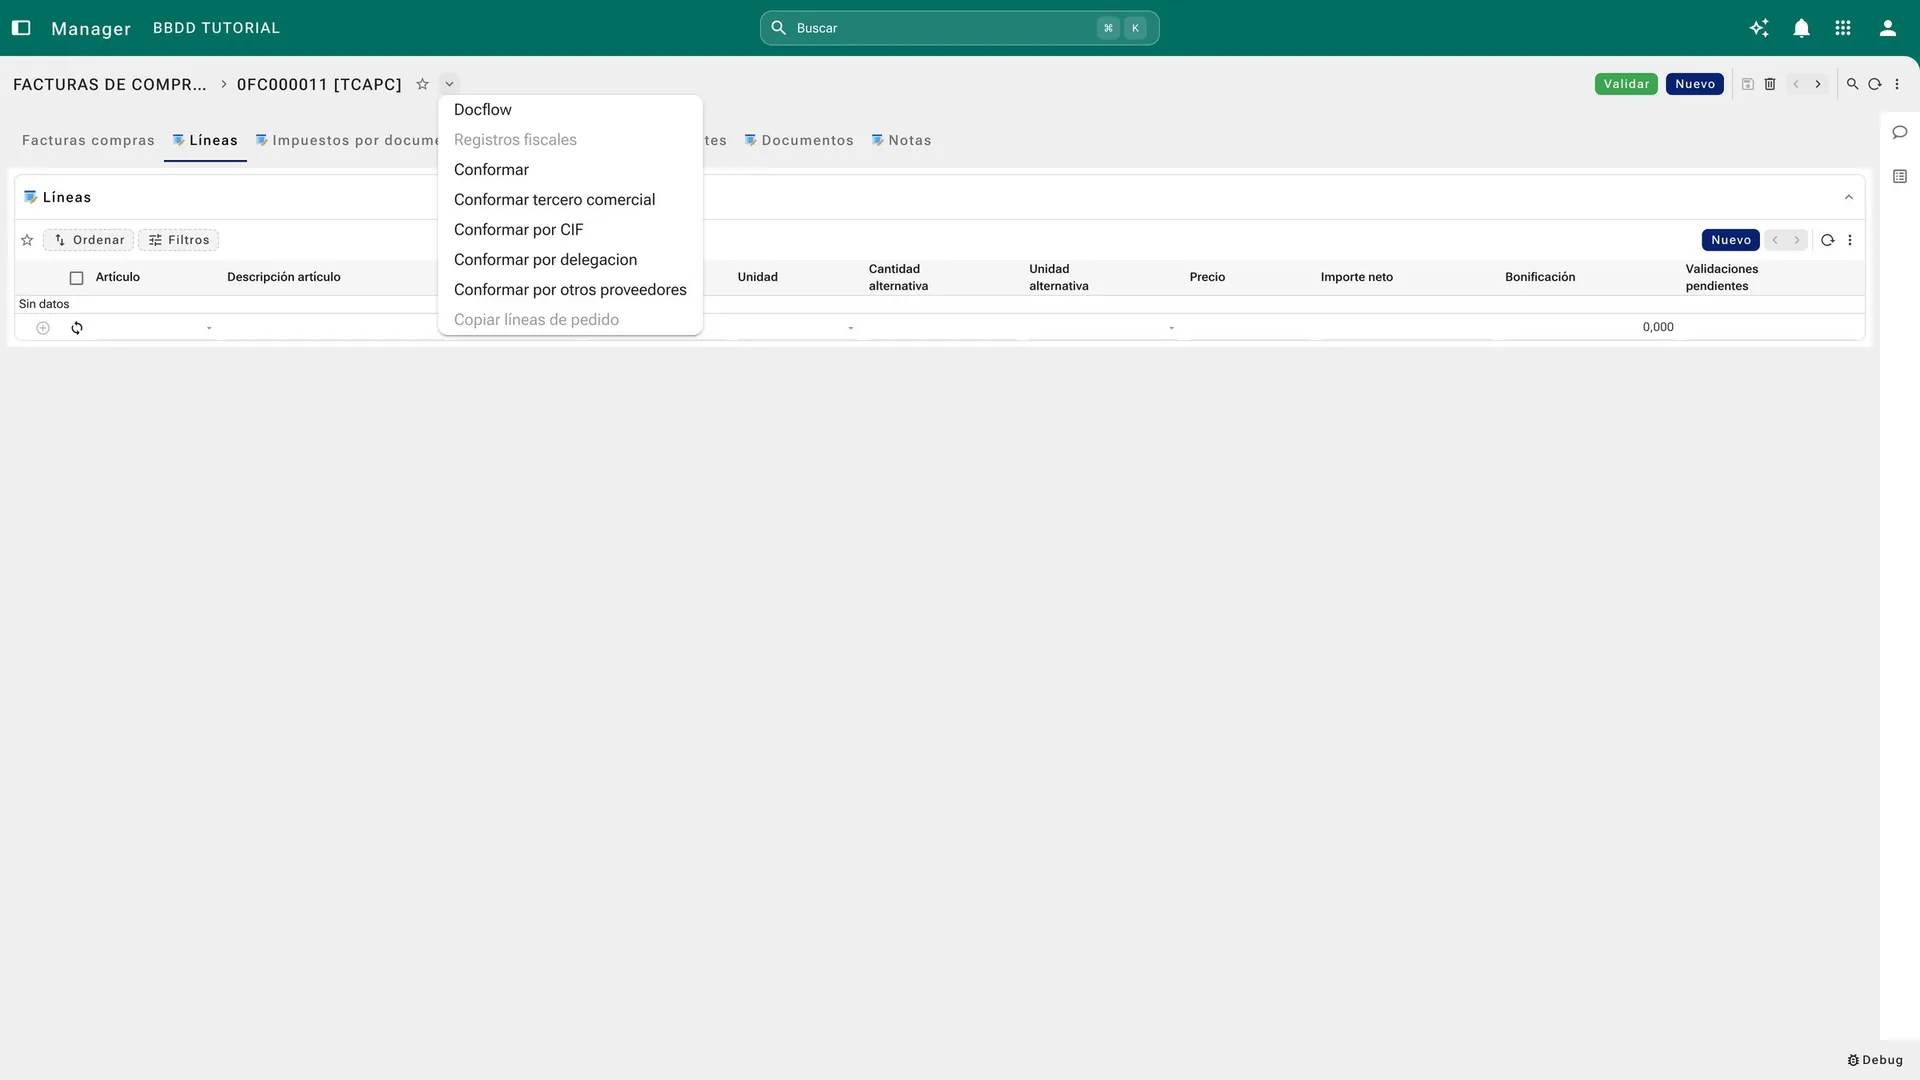 Manager BBDD TUTORIAL Buscar ⌘ K
FACTURAS DE COMPR... > 0FC000011 [TCAPC] Validar Nuevo
Docflow
Registros fiscales
Conformar
Conformar tercero comercial
Conformar por CIF
Conformar por delegacion
Conformar por otros proveedores
Copiar líneas de pedido
Facturas compras Líneas Impuestos por docume tes Documentos Notas
Líneas
Ordenar Filtros Nuevo
Artículo Descripción artículo Unidad Cantidad alternativa Unidad alternativa Precio Importe neto Bonificación Validaciones pendientes
Sin datos
0,000
Debug